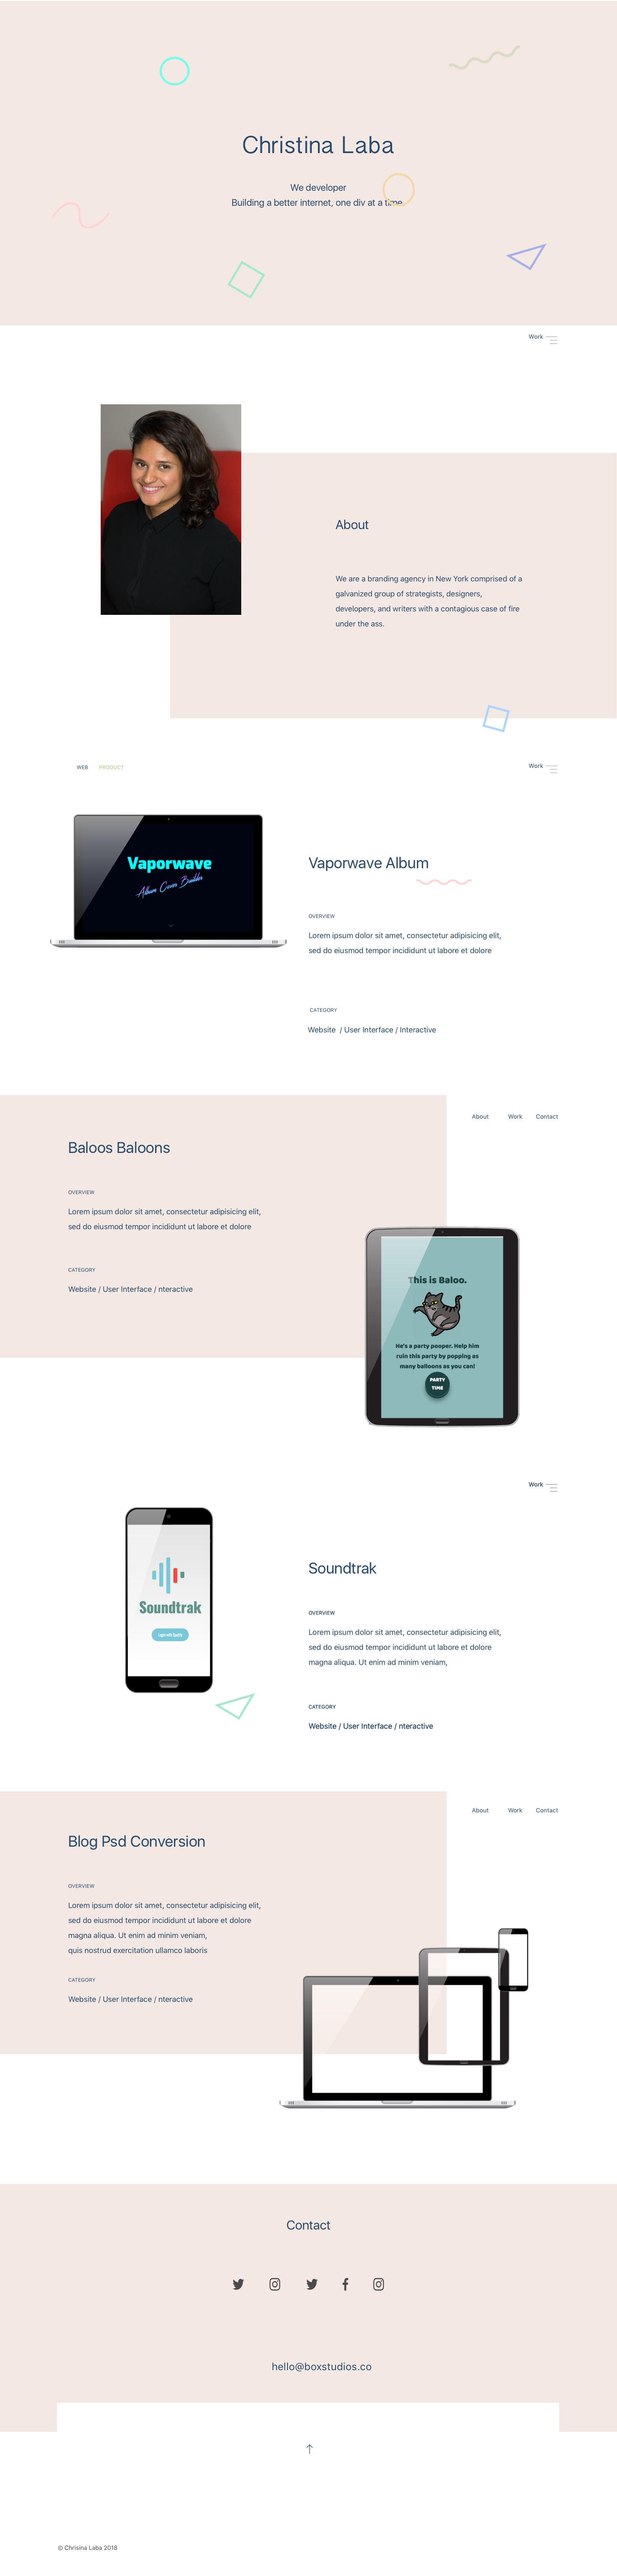 Christina Laba
We developer
Building a better internet, one div at a
Work
About
We are a branding agency in New York comprised of a
galvanized group of strategists, designers,
developers, and writers with a contagious case of fire
under the ass.
WEB PRODUCT
Work
Vaporwave
Album Cover Builder
Vaporwave Album
OVERVIEW
Lorem ipsum dolor sit amet, consectetur adipisicing elit,
sed do eiusmod tempor incididunt ut labore et dolore
CATEGORY
Website / User Interface / Interactive
About Work Contact
Baloos Baloons
OVERVIEW
Lorem ipsum dolor sit amet, consectetur adipisicing elit,
sed do eiusmod tempor incididunt ut labore et dolore
CATEGORY
Website / User Interface / nteractive
This is Baloo.
He's a party pooper. Help him
ruin this party by popping as
many balloons as you can!
PARTY
TIME
Work
Soundtrak
Login with Spotify
Soundtrak
OVERVIEW
Lorem ipsum dolor sit amet, consectetur adipisicing elit,
sed do eiusmod tempor incididunt ut labore et dolore
magna aliqua. Ut enim ad minim veniam,
CATEGORY
Website / User Interface / nteractive
About Work Contact
Blog Psd Conversion
OVERVIEW
Lorem ipsum dolor sit amet, consectetur adipisicing elit,
sed do eiusmod tempor incididunt ut labore et dolore
magna aliqua. Ut enim ad minim veniam,
quis nostrud exercitation ullamco laboris
CATEGORY
Website / User Interface / nteractive
Contact
hello@boxstudios.co
© Chrisina Laba 2018